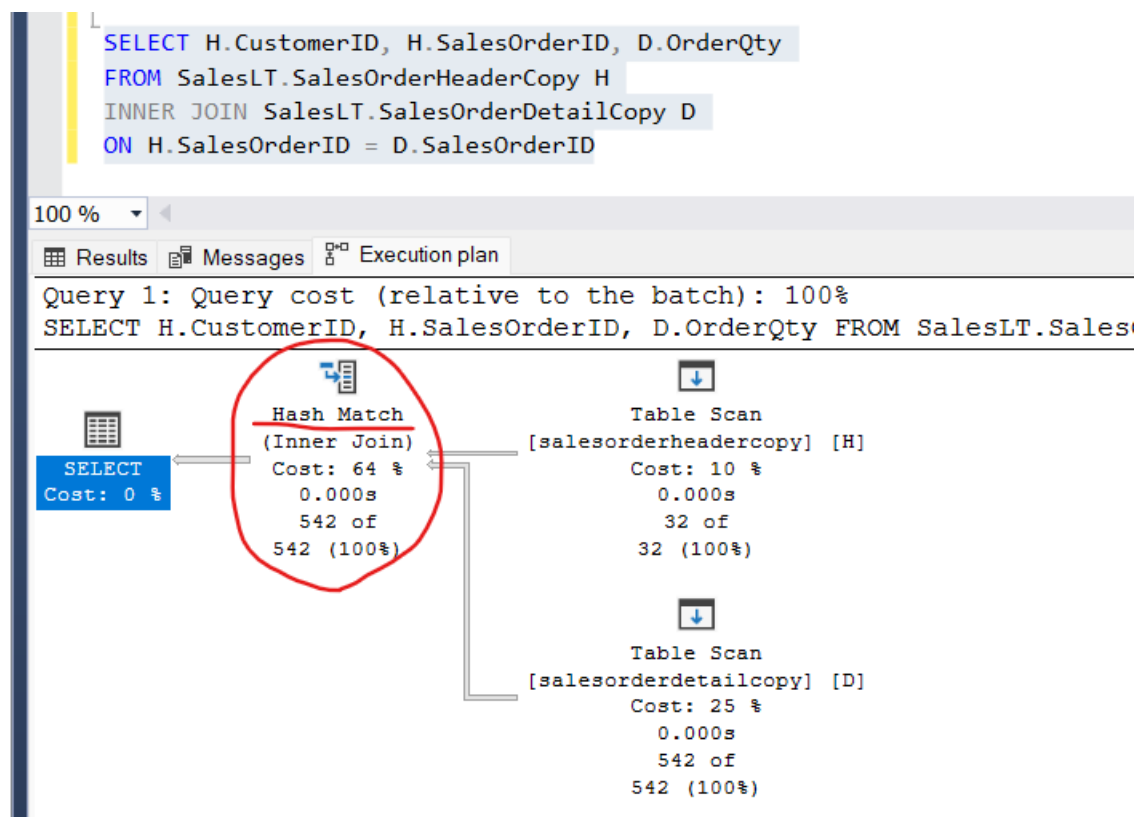 SELECT H.CustomerID, H.SalesOrderID, D.OrderQty
FROM SalesLT.SalesOrderHeaderCopy H
INNER JOIN SalesLT.SalesOrderDetailCopy D
ON H.SalesOrderID = D.SalesOrderID
100 %
Results Messages Execution plan
Query 1: Query cost (relative to the batch): 100%
SELECT H.CustomerID, H.SalesOrderID, D.OrderQty FROM SalesLT.Sales
SELECT
Cost: 0 %
Hash Match
(Inner Join)
Cost: 64 %
0.000s
542 of
542 (100%)
Table Scan
[salesorderheadercopy] [H]
Cost: 10 %
0.000s
32 of
32 (100%)
Table Scan
[salesorderdetailcopy] [D]
Cost: 25 %
0.000s
542 of
542 (100%)